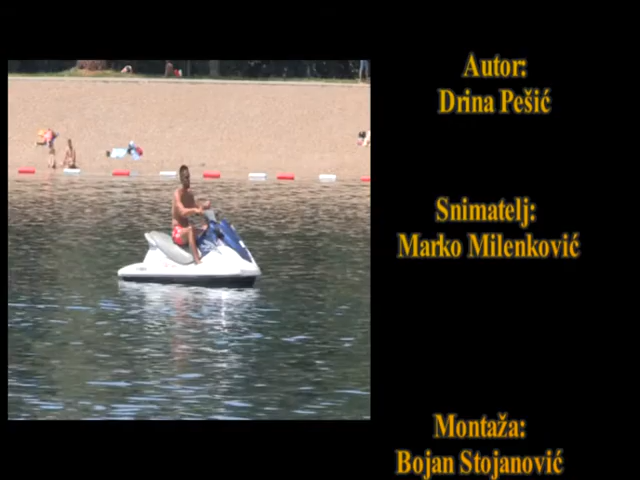 Autor:
Drina Pešić
Snimatelj:
Marko Milenković
Montaža:
Bojan Stojanović